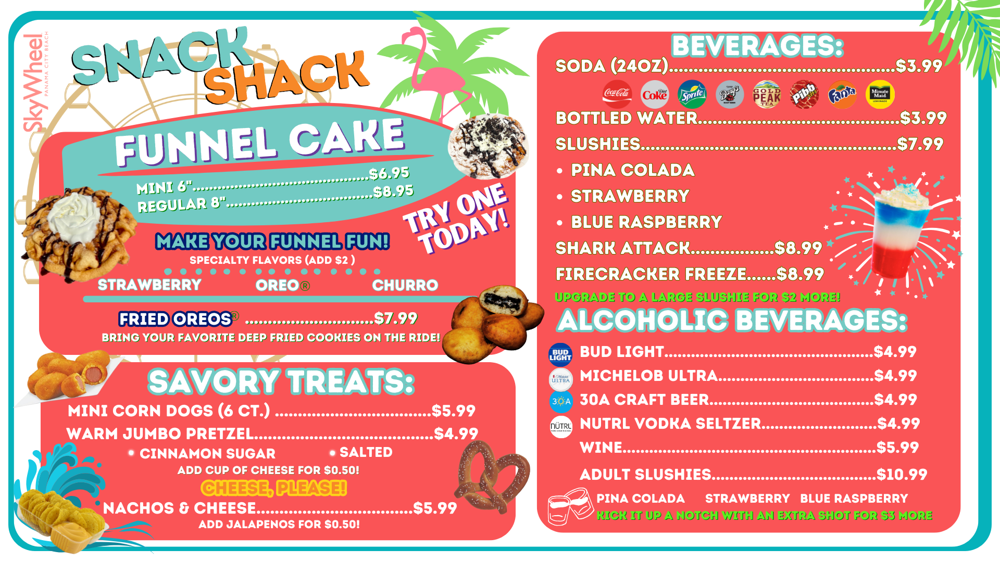 SkyWheel
PANAMA CITY BEACH
SNACK
SHACK
FUNNEL CAKE
MINI 6"...........................................$6.95
REGULAR 8"....................................$8.95
TRY ONE
TODAY!
MAKE YOUR FUNNEL FUN!
SPECIALTY FLAVORS (ADD $2 )
STRAWBERRY OREO® CHURRO
FRIED OREOS® ............................$7.99
BRING YOUR FAVORITE DEEP FRIED COOKIES ON THE RIDE!
SAVORY TREATS:
MINI CORN DOGS (6 CT.) ..................................$5.99
WARM JUMBO PRETZEL.......................................$4.99
• CINNAMON SUGAR • SALTED
ADD CUP OF CHEESE FOR $0.50!
CHEESE, PLEASE!
NACHOS & CHEESE..................................$5.99
ADD JALAPENOS FOR $0.50!
BEVERAGES:
SODA (24OZ)..............................................$3.99
Coca-Cola Diet Coke Sprite Barq's ROOT BEER GOLD PEAK TEA Pibb Xtra Fanta Minute Maid LEMONADE
BOTTLED WATER.........................................$3.99
SLUSHIES....................................................$7.99
• PINA COLADA
• STRAWBERRY
• BLUE RASPBERRY
SHARK ATTACK.................$8.99
FIRECRACKER FREEZE......$8.99
UPGRADE TO A LARGE SLUSHIE FOR $2 MORE!
ALCOHOLIC BEVERAGES:
BUD LIGHT BUD LIGHT..............................................$4.99
Michelob ULTRA MICHELOB ULTRA..................................$4.99
30A 30A CRAFT BEER....................................$4.99
NÜTRL NUTRL VODKA SELTZER.........................$4.99
WINE.......................................................$5.99
ADULT SLUSHIES....................................$10.99
PINA COLADA STRAWBERRY BLUE RASPBERRY
KICK IT UP A NOTCH WITH AN EXTRA SHOT FOR $3 MORE